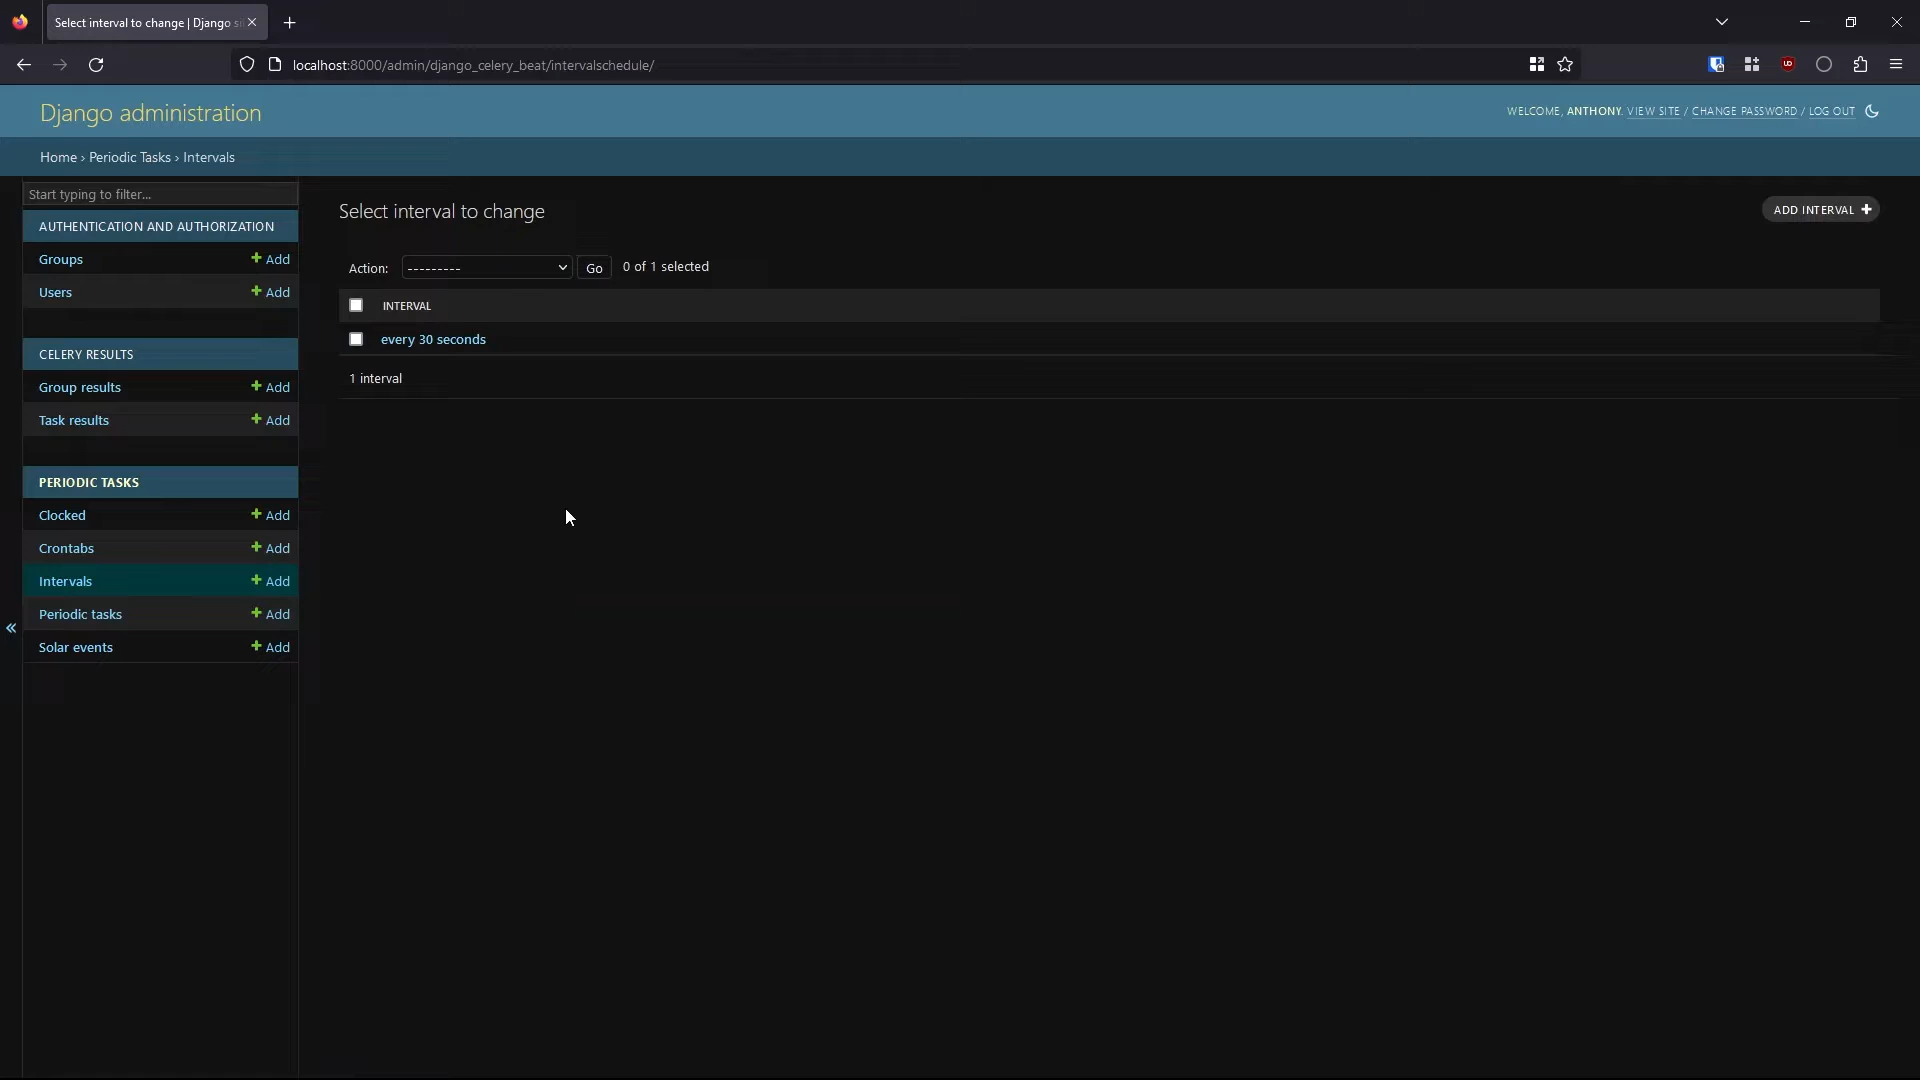 Select interval to change | Django si
localhost:8000/admin/django_celery_beat/intervalschedule/
Django administration
WELCOME, ANTHONY. VIEW SITE / CHANGE PASSWORD / LOG OUT
Home › Periodic Tasks › Intervals
Start typing to filter...
AUTHENTICATION AND AUTHORIZATION
Groups + Add
Users + Add
CELERY RESULTS
Group results + Add
Task results + Add
PERIODIC TASKS
Clocked + Add
Crontabs + Add
Intervals + Add
Periodic tasks + Add
Solar events + Add
«
Select interval to change
ADD INTERVAL +
Action: --------- Go 0 of 1 selected
INTERVAL
every 30 seconds
1 interval